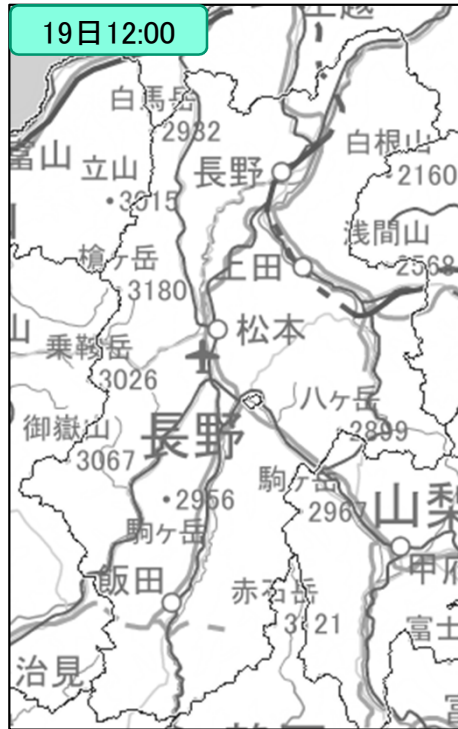 19日12:00
白馬岳
2932
富山
立山
3015
長野
白根山
2160
浅間山
2568
槍ヶ岳
3180
上田
松本
乗鞍岳
3026
八ヶ岳
2899
御嶽山
3067
長野
2956
駒ヶ岳
駒ヶ岳
2967
山梨
甲府
飯田
赤石岳
3121
富士
治見